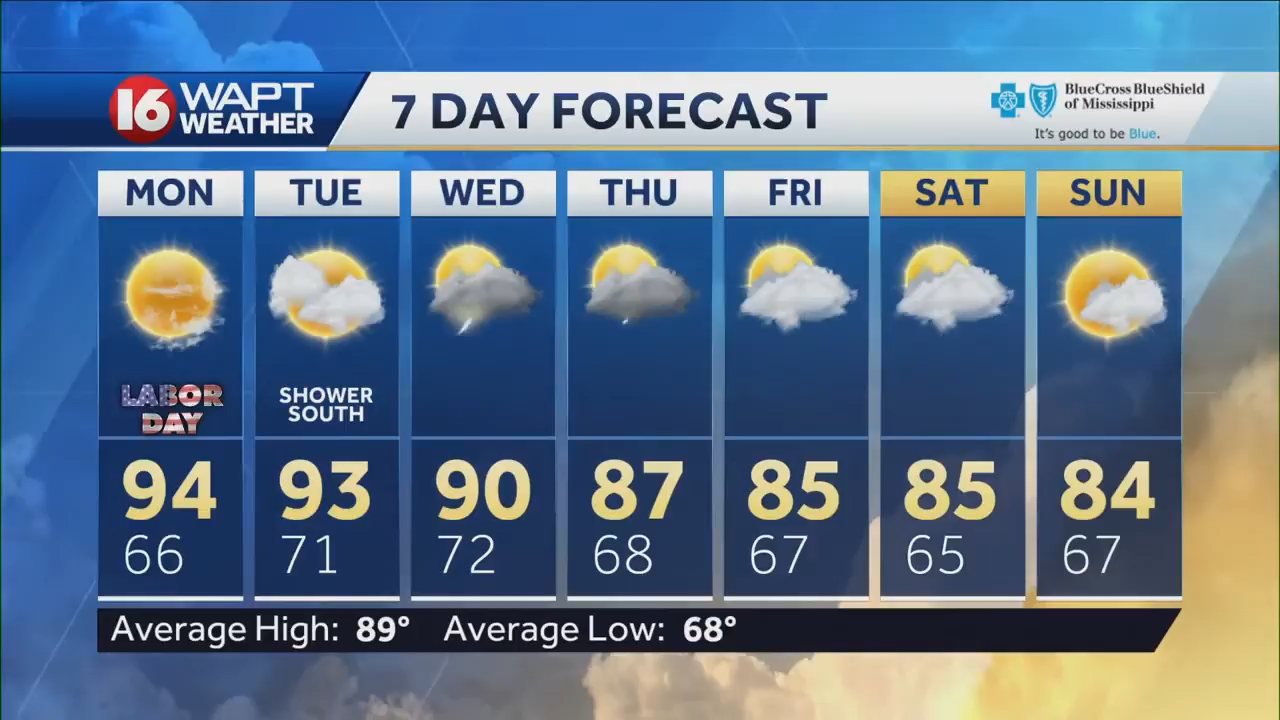 16 WAPT
WEATHER
7 DAY FORECAST
BlueCross BlueShield
of Mississippi
It's good to be Blue.
MON TUE WED THU FRI SAT SUN
LABOR
DAY
SHOWER
SOUTH
94 93 90 87 85 85 84
66 71 72 68 67 65 67
Average High: 89° Average Low: 68°